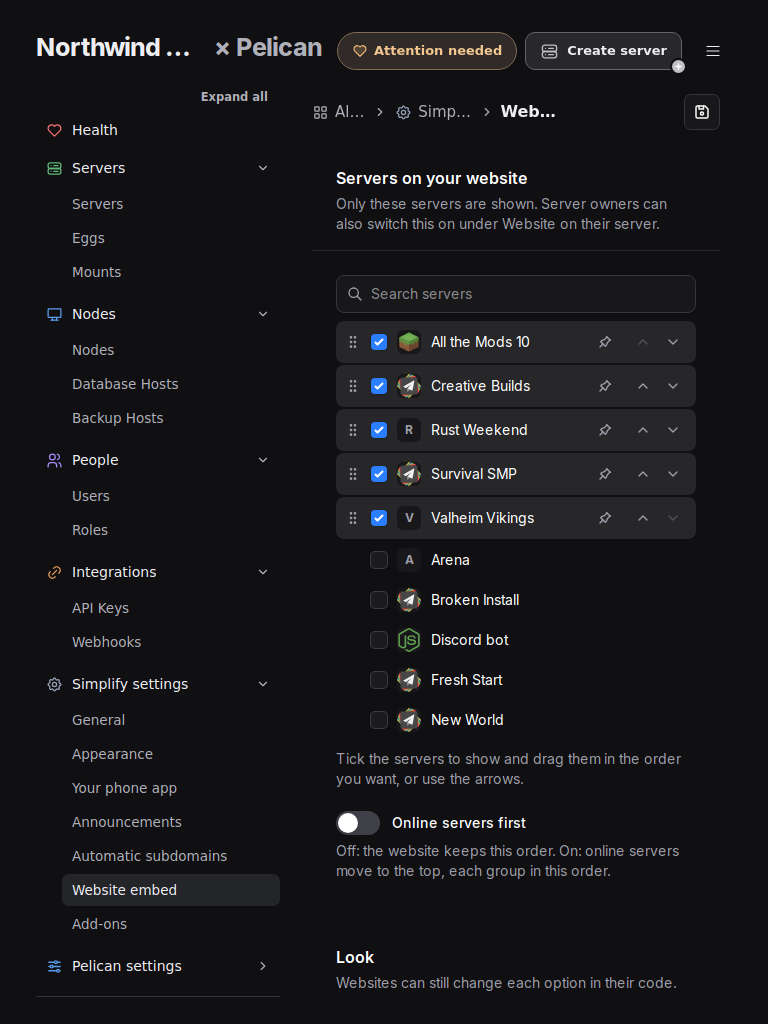 Northwind ... × Pelican
Attention needed
Create server
Expand all
Health
Servers
Servers
Eggs
Mounts
Nodes
Nodes
Database Hosts
Backup Hosts
People
Users
Roles
Integrations
API Keys
Webhooks
Simplify settings
General
Appearance
Your phone app
Announcements
Automatic subdomains
Website embed
Add-ons
Pelican settings
Al... > Simp... > Web...
Servers on your website
Only these servers are shown. Server owners can
also switch this on under Website on their server.
Search servers
All the Mods 10
Creative Builds
R Rust Weekend
Survival SMP
V Valheim Vikings
A Arena
Broken Install
JS Discord bot
Fresh Start
New World
Tick the servers to show and drag them in the order
you want, or use the arrows.
Online servers first
Off: the website keeps this order. On: online servers
move to the top, each group in this order.
Look
Websites can still change each option in their code.